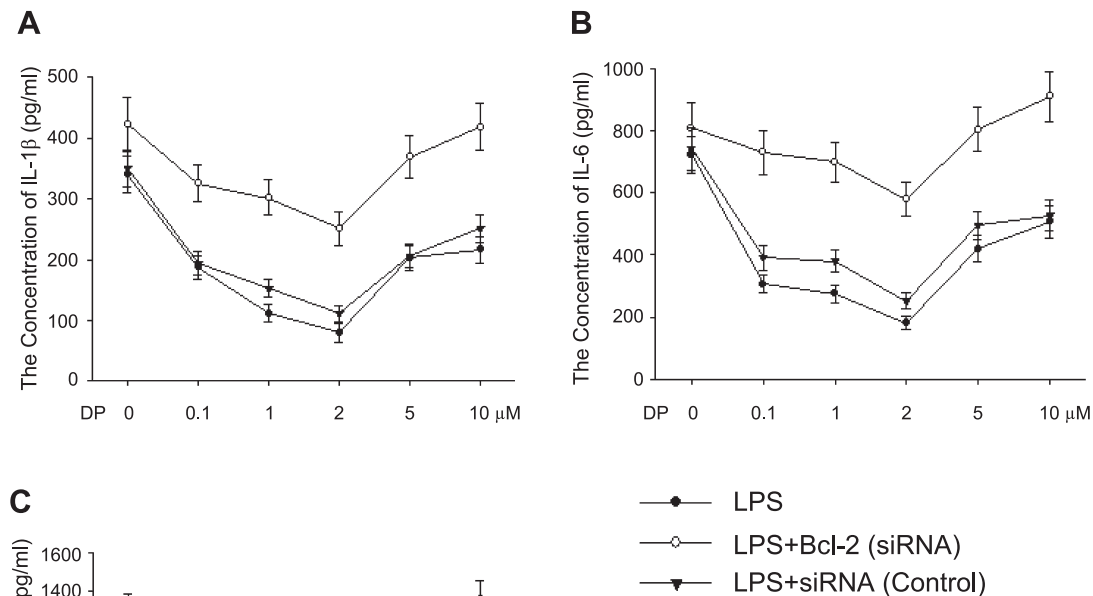 A
The Concentration of IL-1β (pg/ml)
500
400
300
200
100
0
DP 0 0.1 1 2 5 10 μM
B
The Concentration of IL-6 (pg/ml)
1000
800
600
400
200
0
DP 0 0.1 1 2 5 10 μM
C
pg/ml)
1600
1400
LPS
LPS+Bcl-2 (siRNA)
LPS+siRNA (Control)